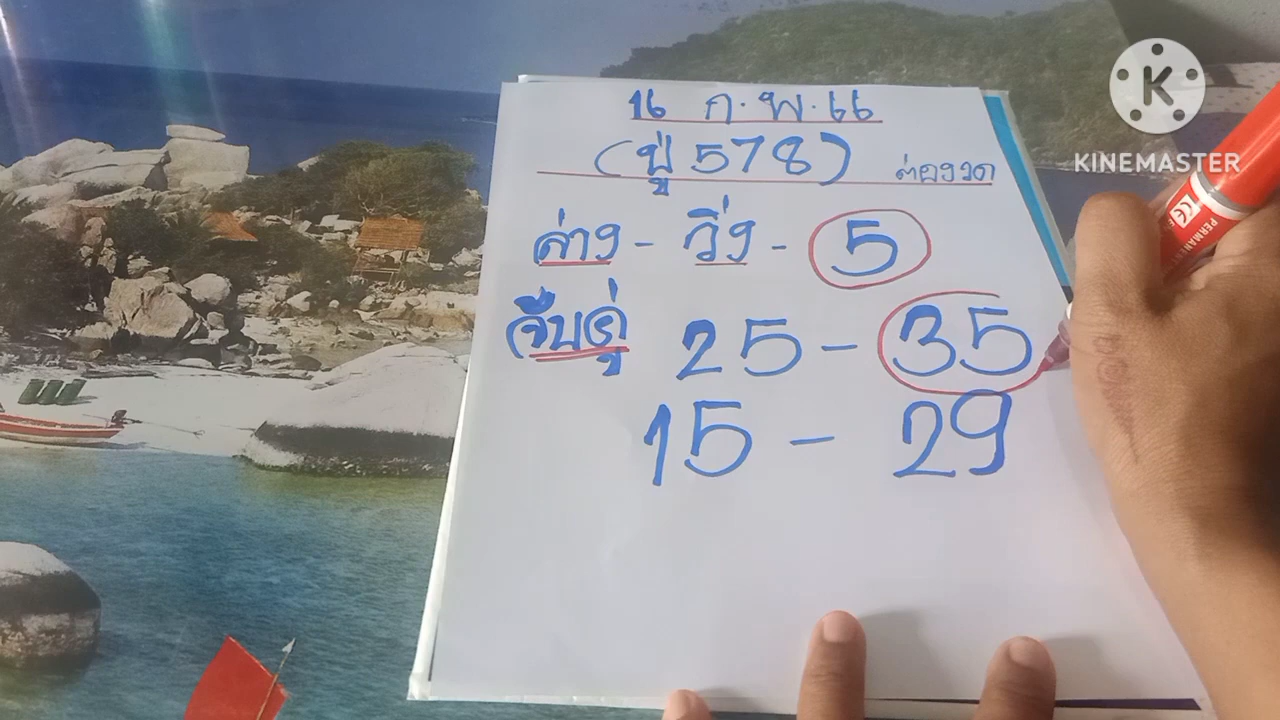 16 ก.พ.66
(ปู่ 578) ต่องวด
ล่าง - วิ่ง - 5
จับคู่ 25 - 35
15 - 29
KINEMASTER